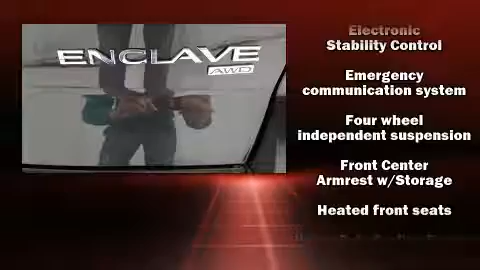 ENCLAVE
AWD
Electronic
Stability Control
Emergency
communication system
Four wheel
independent suspension
Front Center
Armrest w/Storage
Heated front seats